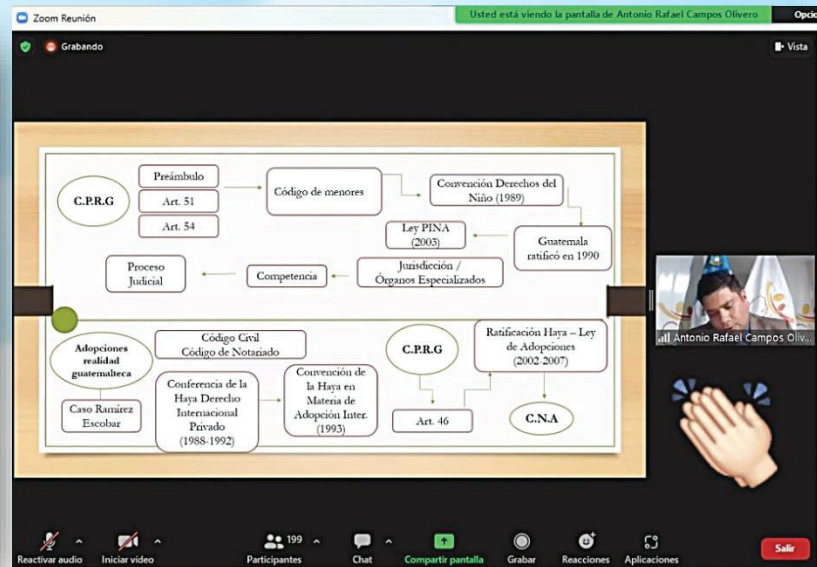 Zoom Reunión
Usted está viendo la pantalla de Antonio Rafael Campos Olivero
Opcio
Grabando
Vista
C.P.R.G
Preámbulo
Art. 51
Art. 54
Código de menores
Convención Derechos del
Niño (1989)
Guatemala
ratificó en 1990
Ley PINA
(2003)
Jurisdicción /
Órganos Especializados
Competencia
Proceso
Judicial
Adopciones
realidad
guatemalteca
Caso Ramírez
Escobar
Código Civil
Código de Notariado
Conferencia de la
Haya Derecho
Internacional
Privado
(1988-1992)
Convención de
la Haya en
Materia de
Adopción Inter.
(1993)
C.P.R.G
Art. 46
Ratificación Haya – Ley
de Adopciones
(2002-2007)
C.N.A
Antonio Rafael Campos Oliv...
Reactivar audio
Iniciar video
199
Participantes
Chat
Compartir pantalla
Grabar
Reacciones
Aplicaciones
Salir